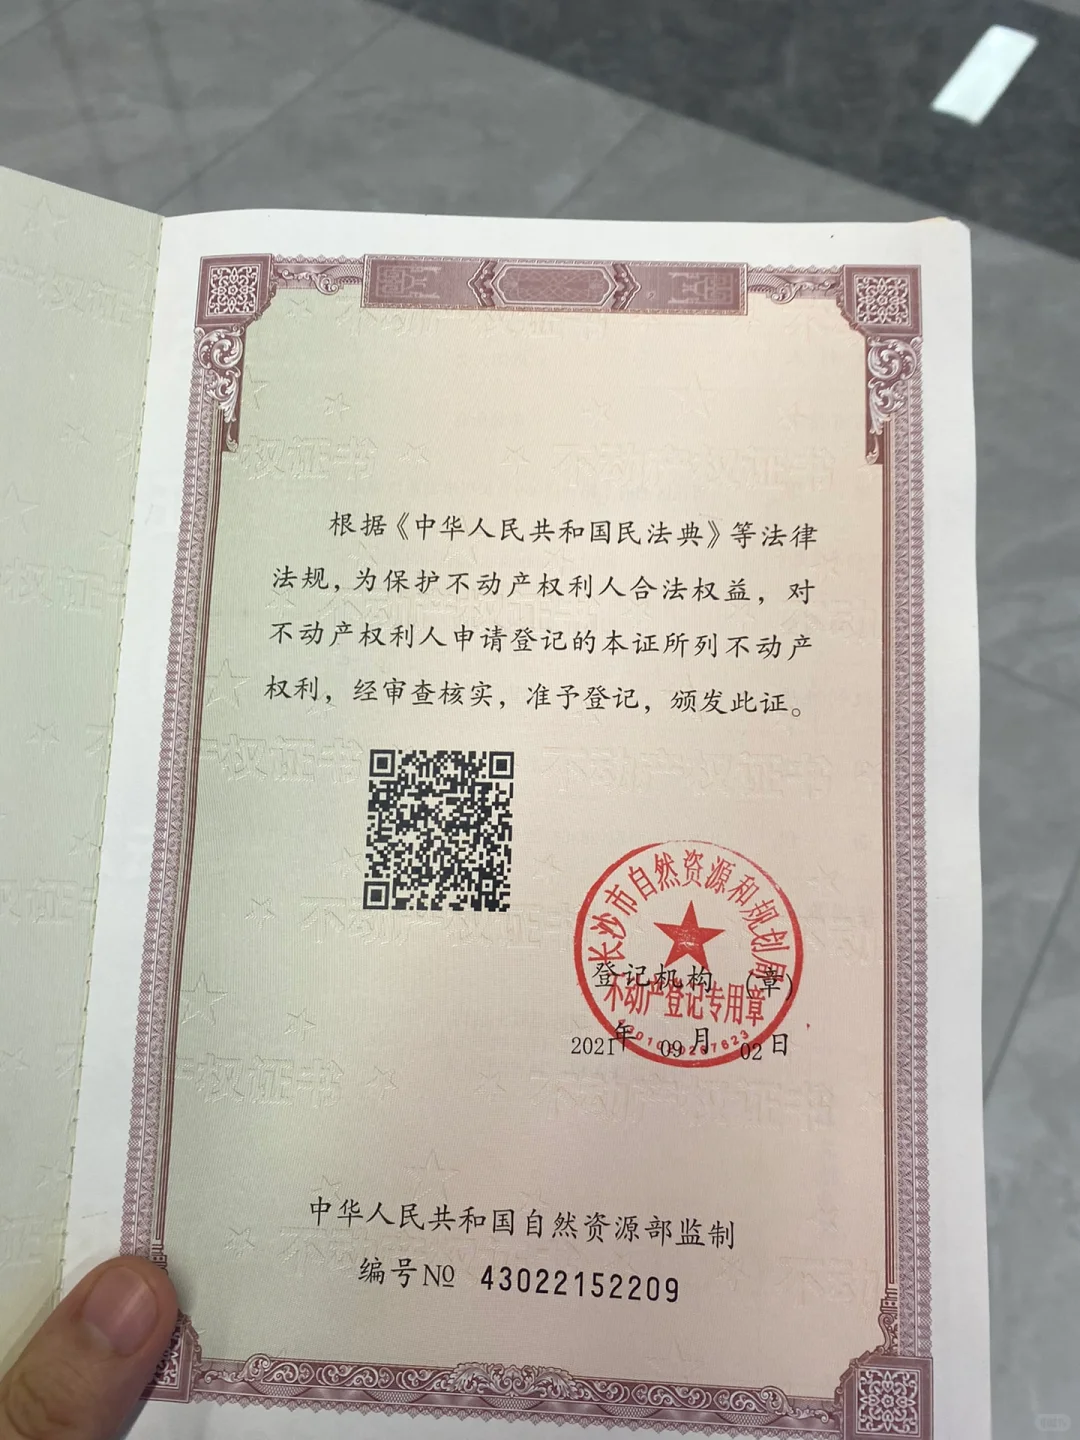 根据《中华人民共和国民法典》等法律
法规，为保护不动产权利人合法权益，对
不动产权利人申请登记的本证所列不动产
权利，经审查核实，准予登记，颁发此证。
长沙市自然资源和规划局
登记机构（章）
不动产登记专用章
2021年09月02日
中华人民共和国自然资源部监制
编号№ 43022152209